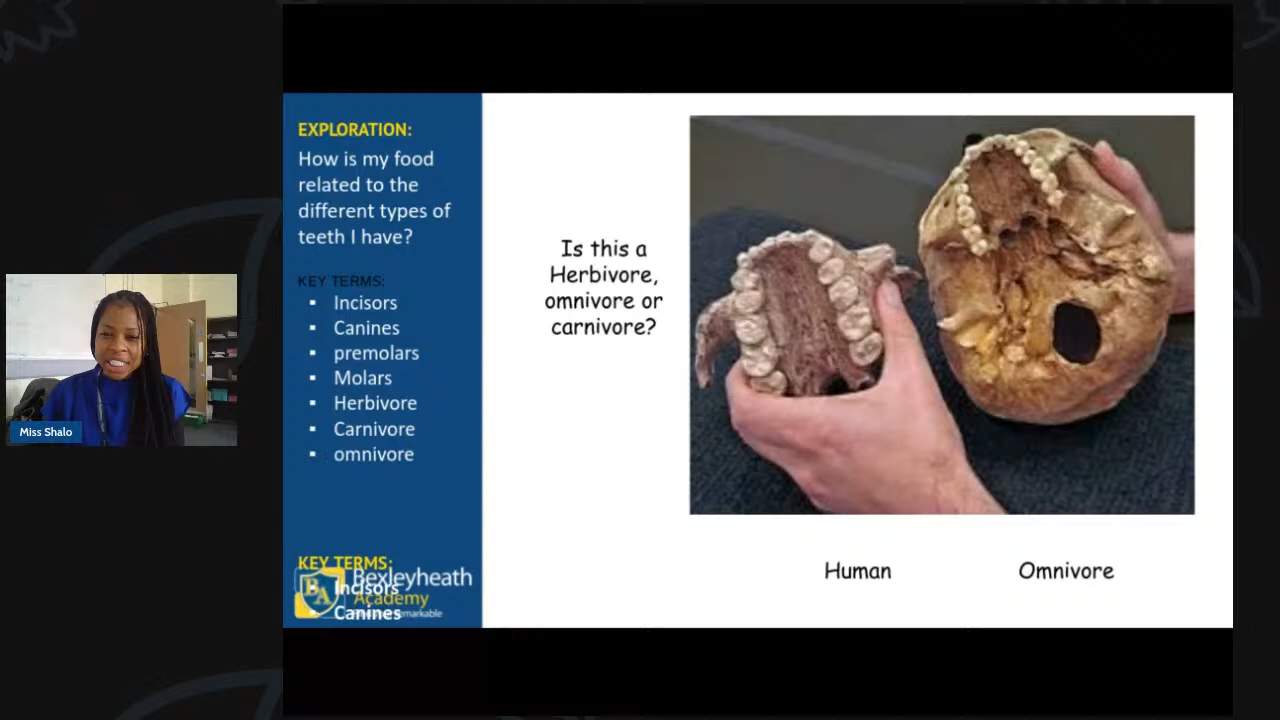 EXPLORATION:
How is my food
related to the
different types of
teeth I have?
KEY TERMS:
▪ Incisors
▪ Canines
▪ premolars
▪ Molars
▪ Herbivore
▪ Carnivore
▪ omnivore
KEY TERMS:
▪ Incisors
▪ Canines
BA
Bexleyheath
Academy
Miss Shalo
Is this a
Herbivore,
omnivore or
carnivore?
Human
Omnivore